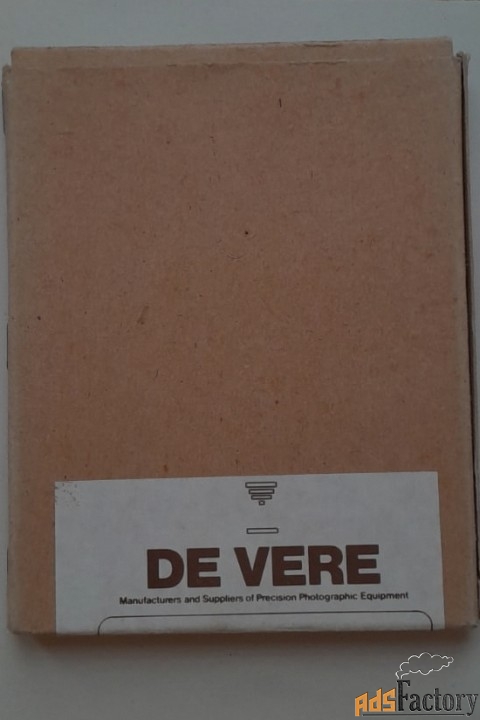 DE VERE
Manufacturers and Suppliers of Precision Photographic Equipment
AdsFactory